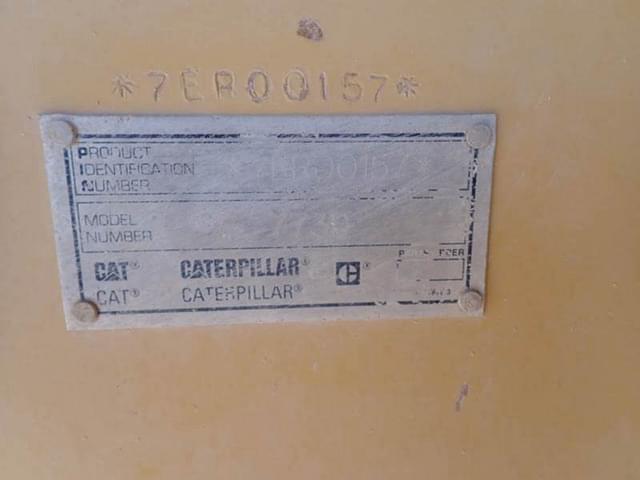 *7ER00157*
PRODUCT
IDENTIFICATION
NUMBER
MODEL
NUMBER
CAT® CATERPILLAR® ®
CAT® CATERPILLAR®